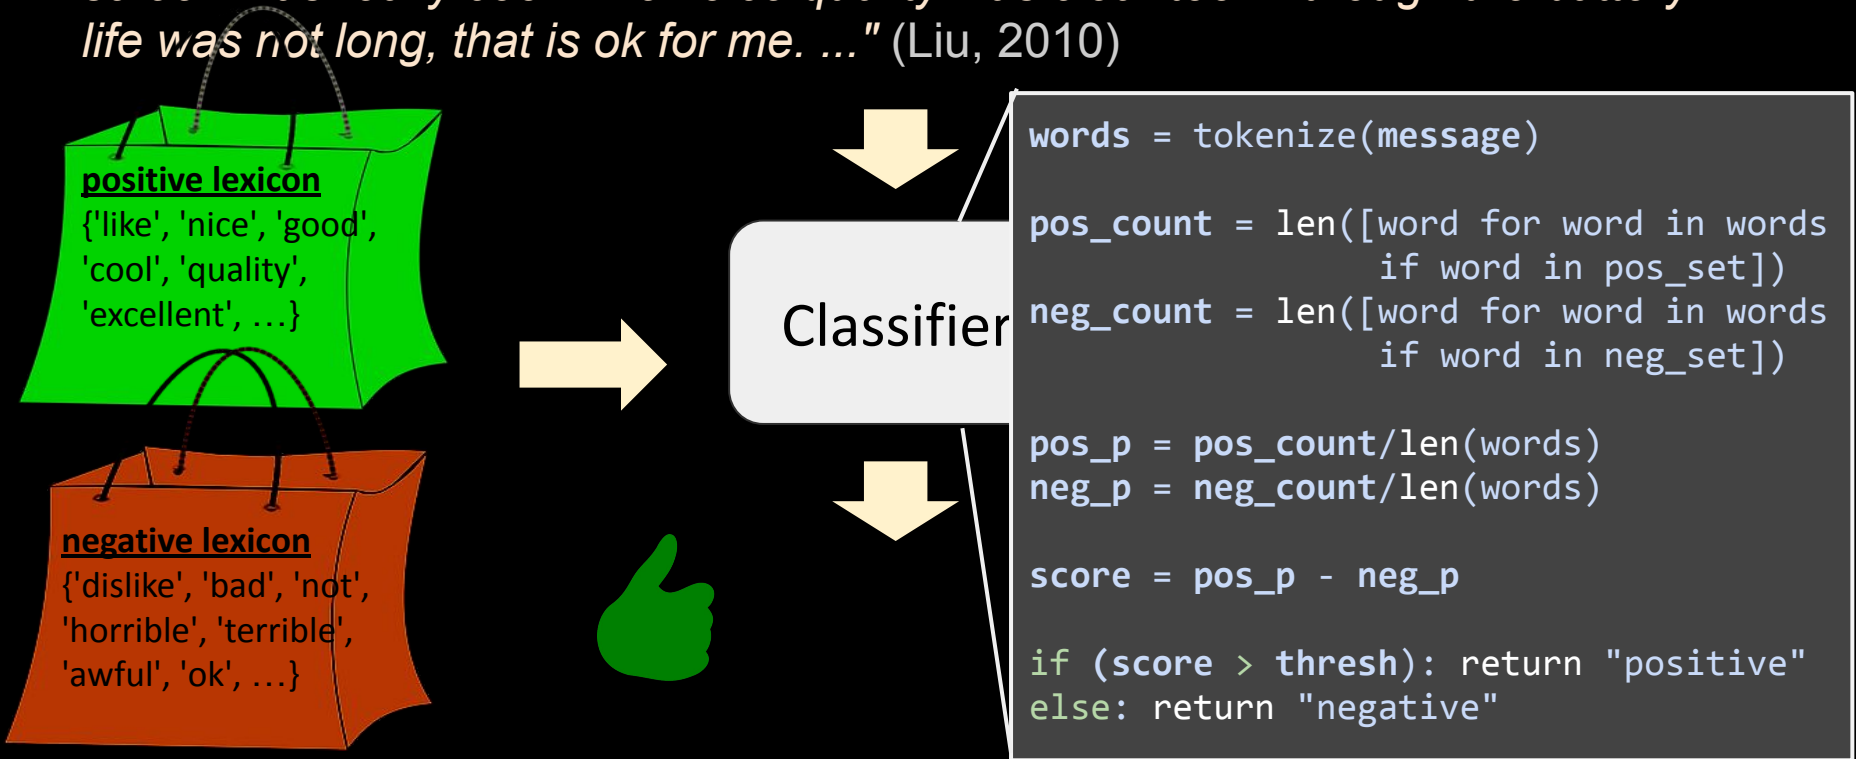 life was not long, that is ok for me. ..." (Liu, 2010)
positive lexicon
{'like', 'nice', 'good',
'cool', 'quality',
'excellent', …}
negative lexicon
{'dislike', 'bad', 'not',
'horrible', 'terrible',
'awful', 'ok', …}
Classifier
words = tokenize(message)
pos_count = len([word for word in words
if word in pos_set])
neg_count = len([word for word in words
if word in neg_set])
pos_p = pos_count/len(words)
neg_p = neg_count/len(words)
score = pos_p - neg_p
if (score > thresh): return "positive"
else: return "negative"